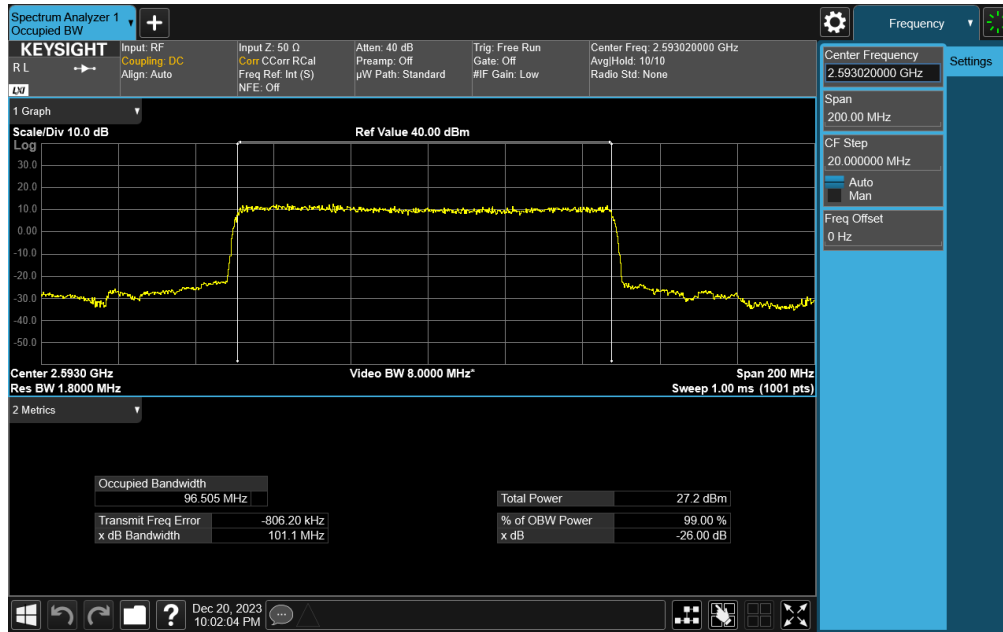 Spectrum Analyzer 1
Occupied BW
Frequency
KEYSIGHT
R L
LXI
Input: RF
Coupling: DC
Align: Auto
Input Z: 50 Ω
Corr CCorr RCal
Freq Ref: Int (S)
NFE: Off
Atten: 40 dB
Preamp: Off
µW Path: Standard
Trig: Free Run
Gate: Off
#IF Gain: Low
Center Freq: 2.593020000 GHz
Avg|Hold: 10/10
Radio Std: None
Center Frequency
2.593020000 GHz
Settings
Span
200.00 MHz
CF Step
20.000000 MHz
Auto
Man
Freq Offset
0 Hz
1 Graph
Scale/Div 10.0 dB
Ref Value 40.00 dBm
Log
30.0
20.0
10.0
0.00
-10.0
-20.0
-30.0
-40.0
-50.0
Center 2.5930 GHz
Video BW 8.0000 MHz*
Span 200 MHz
Res BW 1.8000 MHz
Sweep 1.00 ms (1001 pts)
2 Metrics
Occupied Bandwidth
96.505 MHz
Total Power 27.2 dBm
Transmit Freq Error -806.20 kHz
% of OBW Power 99.00 %
x dB Bandwidth 101.1 MHz
x dB -26.00 dB
Dec 20, 2023
10:02:04 PM